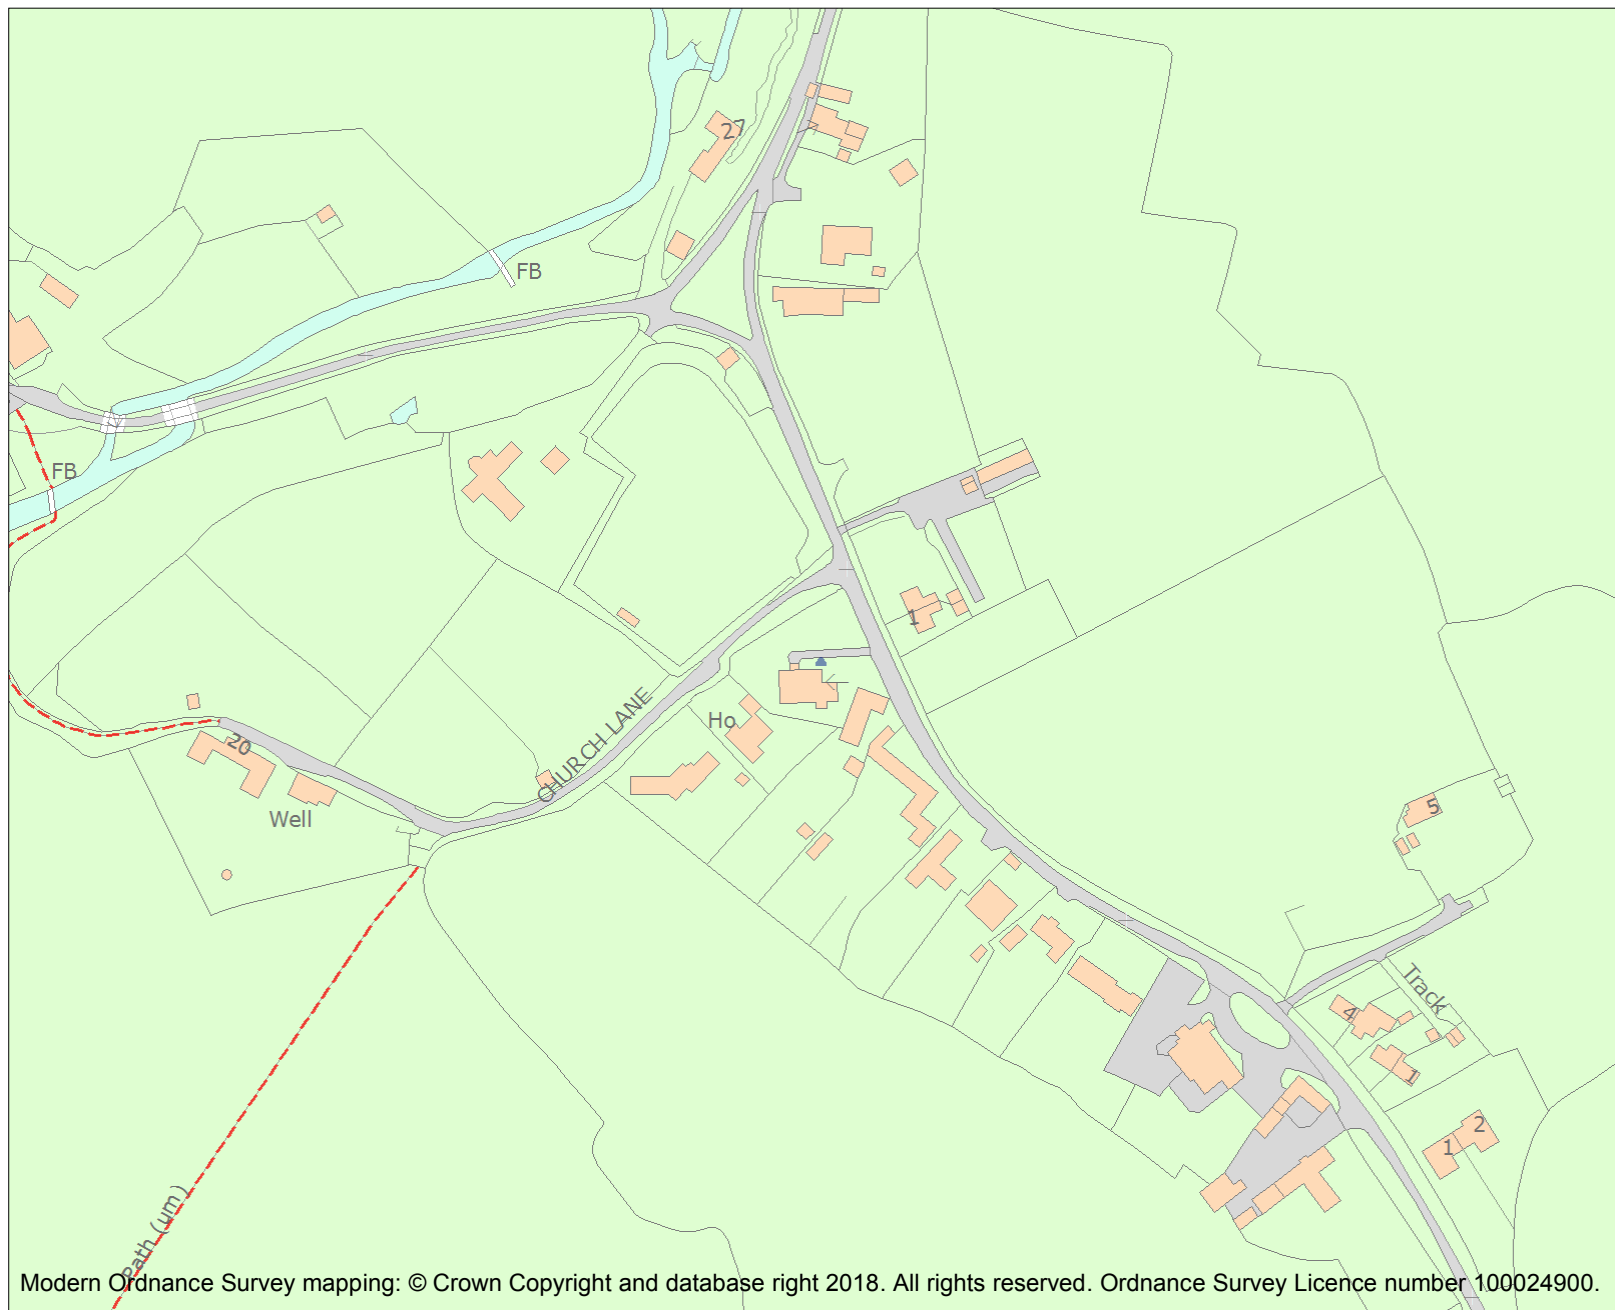 27
FB
FB
1
Ho
CHURCH LANE
20
Well
5
Track
4
1
2
1
Path (um)
Modern Ordnance Survey mapping: © Crown Copyright and database right 2018. All rights reserved. Ordnance Survey Licence number 100024900.